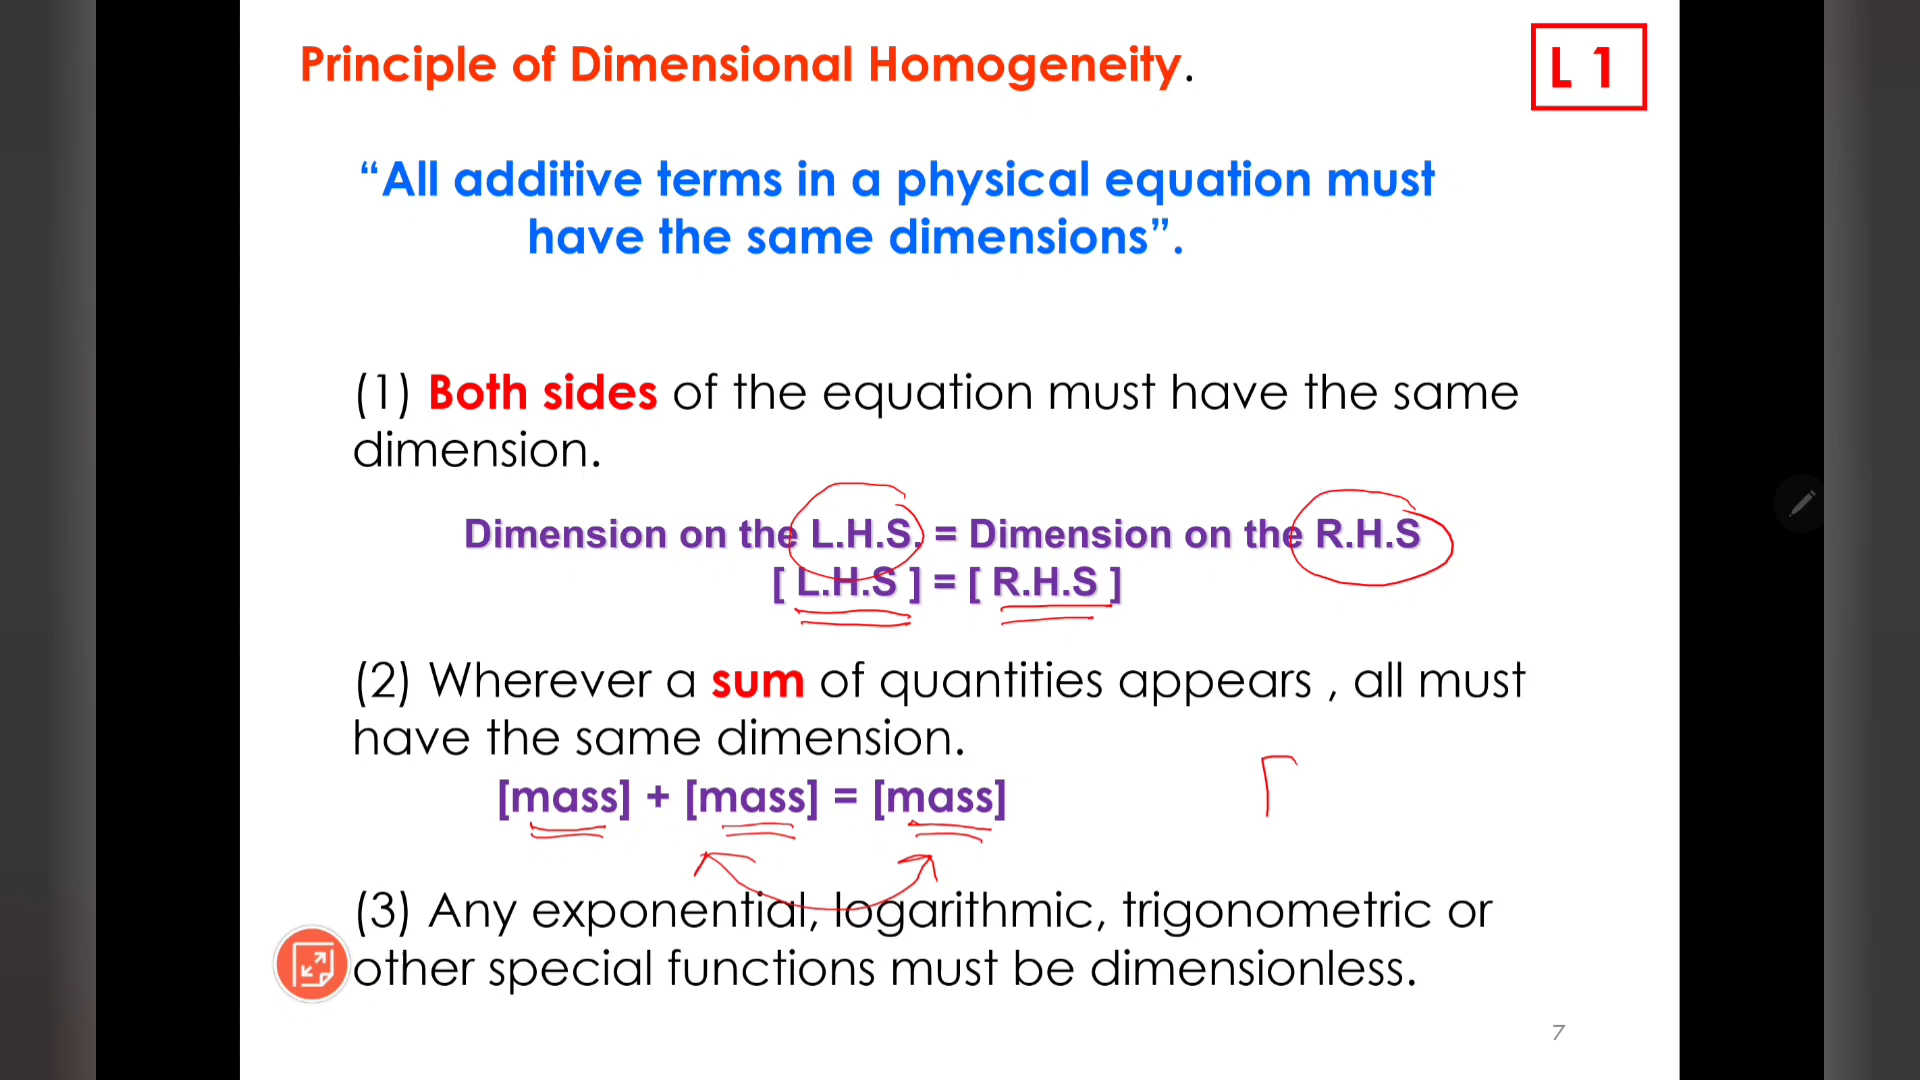 Principle of Dimensional Homogeneity.
L 1
“All additive terms in a physical equation must
have the same dimensions”.
(1) Both sides of the equation must have the same
dimension.
Dimension on the L.H.S. = Dimension on the R.H.S
[ L.H.S ] = [ R.H.S ]
(2) Wherever a sum of quantities appears , all must
have the same dimension.
[mass] + [mass] = [mass]
(3) Any exponential, logarithmic, trigonometric or
other special functions must be dimensionless.
7